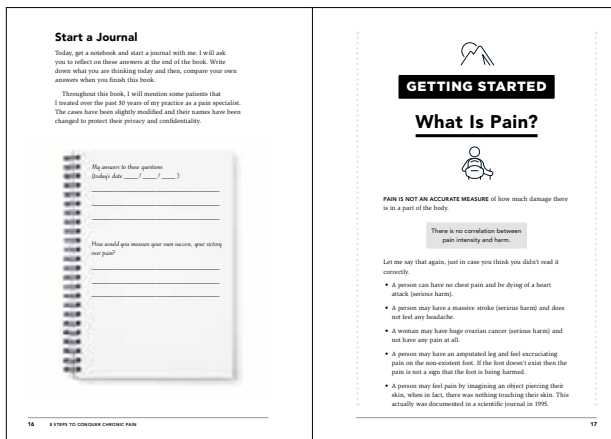 Start a Journal
Today, get a notebook and start a journal with me. I will ask
you to reflect on these answers at the end of the book. Write
down what you are thinking today and then, compare your own
answers when you finish this book.
Throughout this book, I will mention some patients that
I treated over the past 30 years of my practice as a pain specialist.
The cases have been slightly modified and their names have been
changed to protect their privacy and confidentiality.
My answers to these questions
(today's date ____ / ____ / ____ ):
How would you measure your own success, your victory
over pain?
16 8 STEPS TO CONQUER CHRONIC PAIN
GETTING STARTED
What Is Pain?
PAIN IS NOT AN ACCURATE MEASURE of how much damage there
is in a part of the body.
There is no correlation between
pain intensity and harm.
Let me say that again, just in case you think you didn't read it
correctly.
• A person can have no chest pain and be dying of a heart
attack (serious harm).
• A person may have a massive stroke (serious harm) and does
not feel any headache.
• A woman may have huge ovarian cancer (serious harm) and
not have any pain at all.
• A person may have an amputated leg and feel excruciating
pain on the non-existent foot. If the foot doesn't exist then the
pain is not a sign that the foot is being harmed.
• A person may feel pain by imagining an object piercing their
skin, when in fact, there was nothing touching their skin. This
actually was documented in a scientific journal in 1995.
17